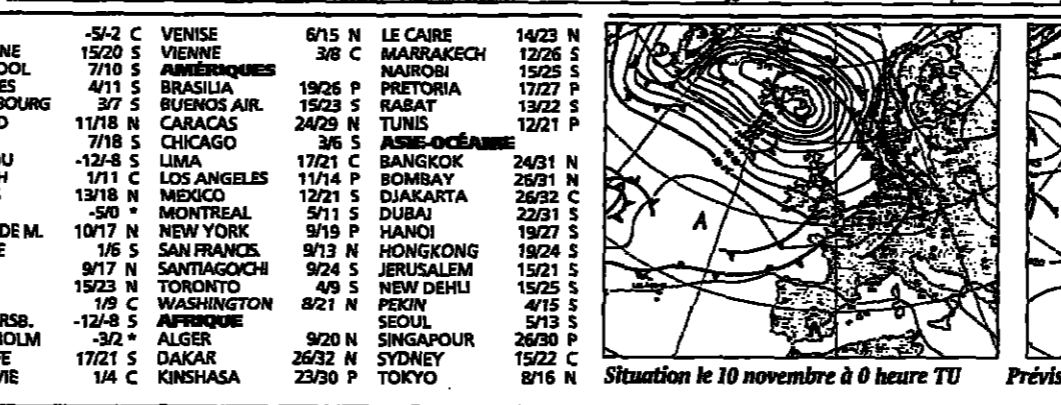 -5/-2 C
NE 15/20 S
OOL 7/10 S
ES 4/11 S
BOURG 3/7 S
D 11/18 N
7/18 S
OU -12/-8 S
H 1/11 C
S 13/18 N
-5/0 *
DE M. 10/17 N
E 1/6 S
9/17 N
15/23 N
1/9 C
RSB. -12/-8 S
OLM -3/2 *
FE 17/21 S
VIE 1/4 C
VENISE 6/15 N
VIENNE 3/8 C
AMÉRIQUES
BRASILIA 19/26 P
BUENOS AIR. 15/23 S
CARACAS 24/29 N
CHICAGO 3/6 S
LIMA 17/21 C
LOS ANGELES 11/14 P
MEXICO 12/21 S
MONTREAL 5/11 S
NEW YORK 9/19 P
SAN FRANCIS. 9/13 N
SANTIAGO/CHI 9/24 S
TORONTO 4/9 S
WASHINGTON 8/21 N
AFRIQUE
ALGER 9/20 N
DAKAR 26/32 N
KINSHASA 23/30 P
LE CAIRE 14/23 N
MARRAKECH 12/26 S
NAIROBI 15/25 S
PRETORIA 17/27 P
RABAT 13/22 S
TUNIS 12/21 P
ASIE-OCÉANIE
BANGKOK 24/31 N
BOMBAY 26/31 N
DJAKARTA 26/32 C
DUBAI 22/31 S
HANOI 19/27 S
HONGKONG 19/24 S
JERUSALEM 15/21 S
NEW DEHLI 15/25 S
PEKIN 4/15 S
SEOUL 5/13 S
SINGAPOUR 26/30 P
SYDNEY 15/22 C
TOKYO 8/16 N
A
Situation le 10 novembre à 0 heure TU
Prévis